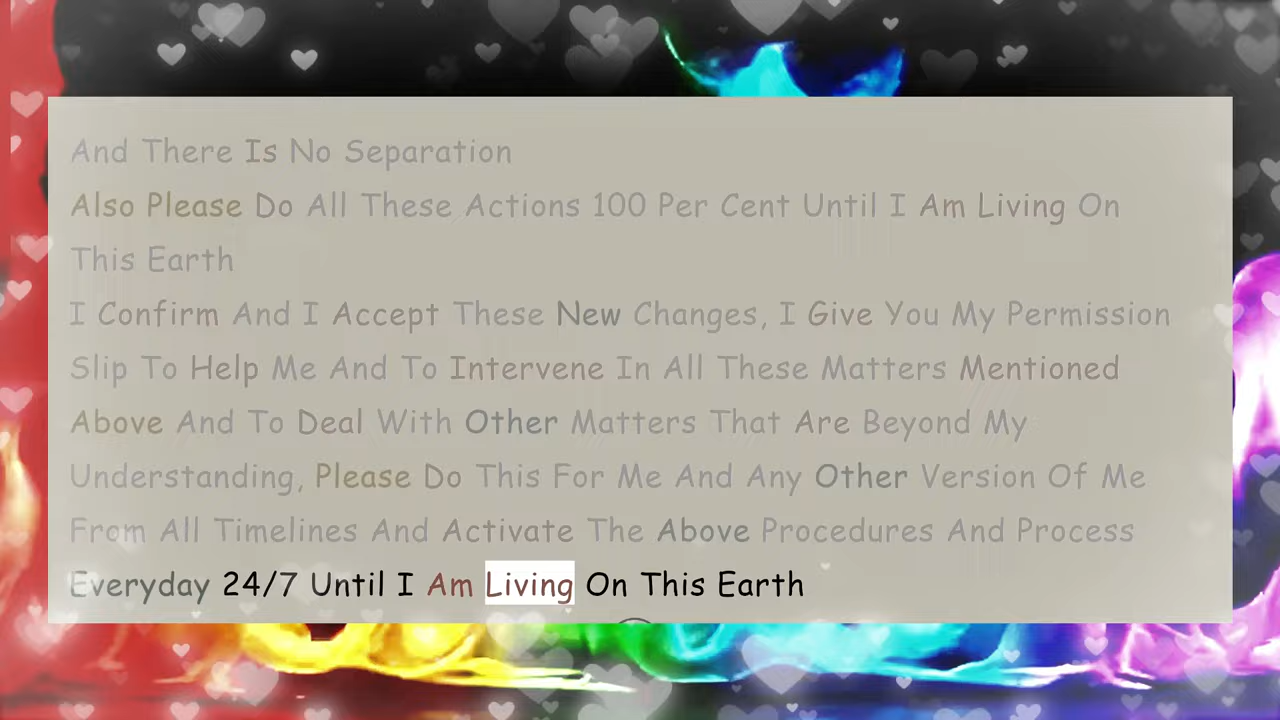 And There Is No Separation
Also Please Do All These Actions 100 Per Cent Until I Am Living On
This Earth
I Confirm And I Accept These New Changes, I Give You My Permission
Slip To Help Me And To Intervene In All These Matters Mentioned
Above And To Deal With Other Matters That Are Beyond My
Understanding, Please Do This For Me And Any Other Version Of Me
From All Timelines And Activate The Above Procedures And Process
Everyday 24/7 Until I Am Living On This Earth